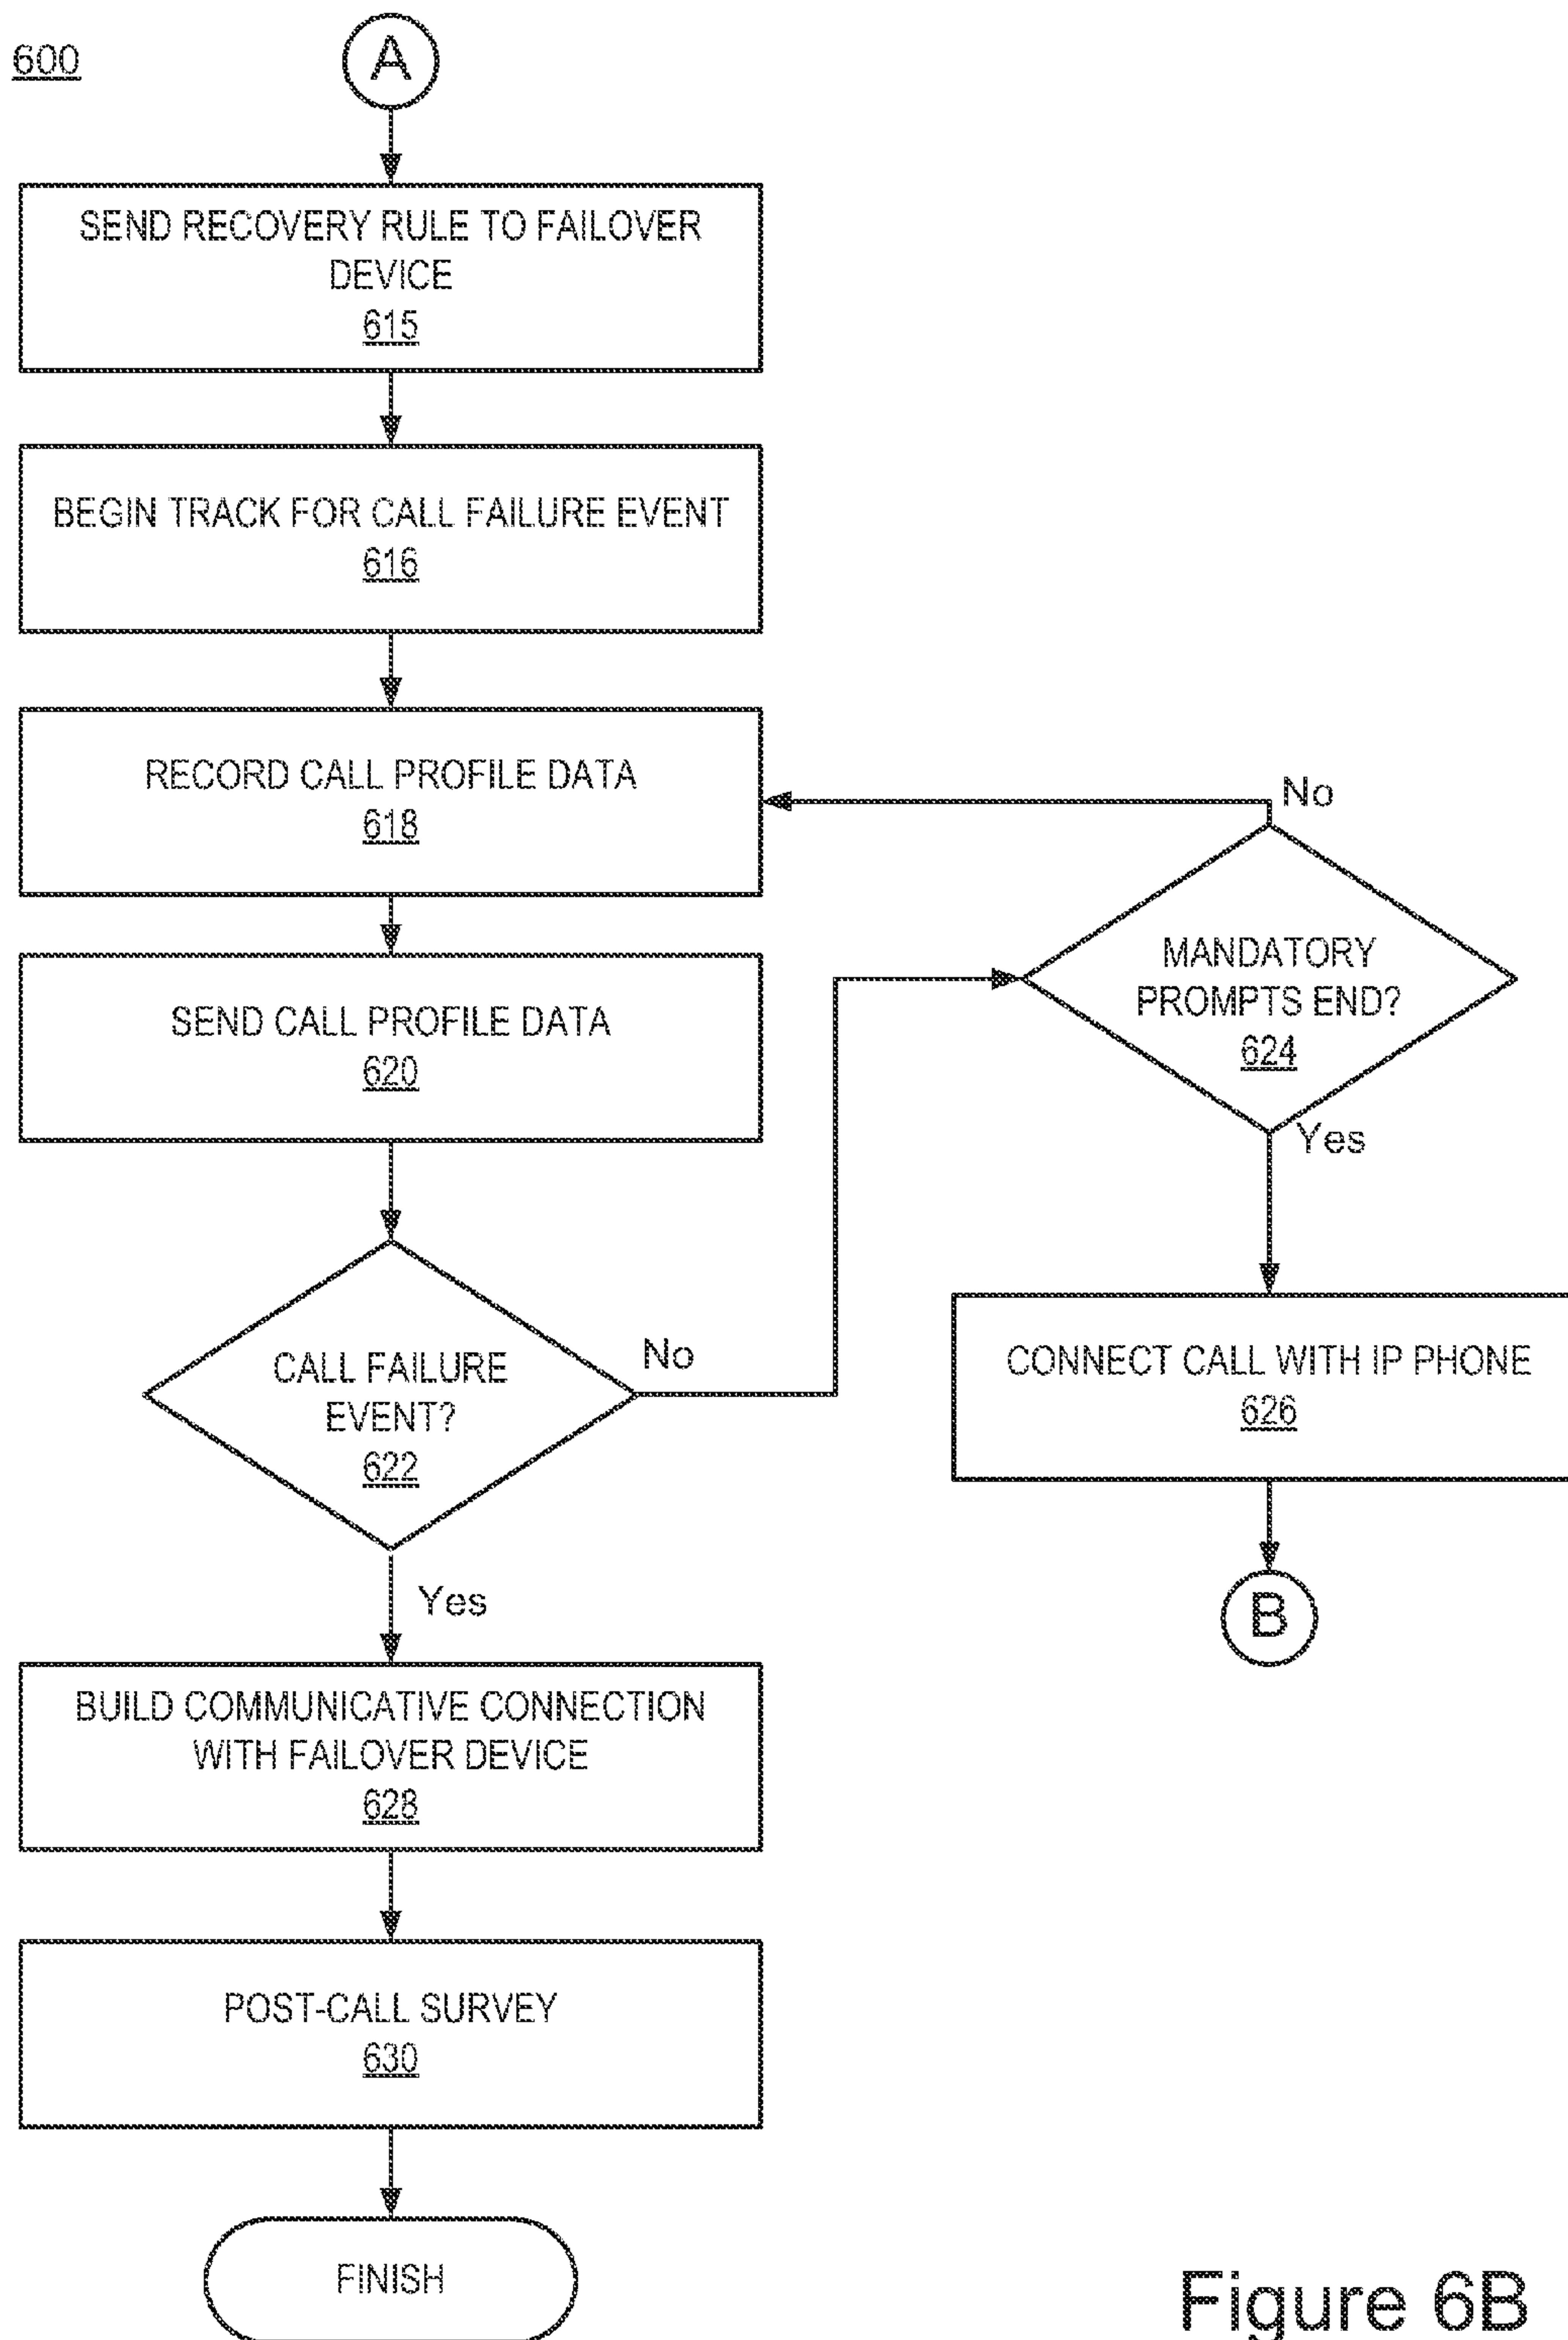 600
A
SEND RECOVERY RULE TO FAILOVER
DEVICE
615
BEGIN TRACK FOR CALL FAILURE EVENT
616
RECORD CALL PROFILE DATA
618
No
SEND CALL PROFILE DATA
620
MANDATORY
PROMPTS END?
624
Yes
CALL FAILURE
EVENT?
622
No
CONNECT CALL WITH IP PHONE
626
Yes
B
BUILD COMMUNICATIVE CONNECTION
WITH FAILOVER DEVICE
628
POST-CALL SURVEY
630
FINISH
Figure 6B